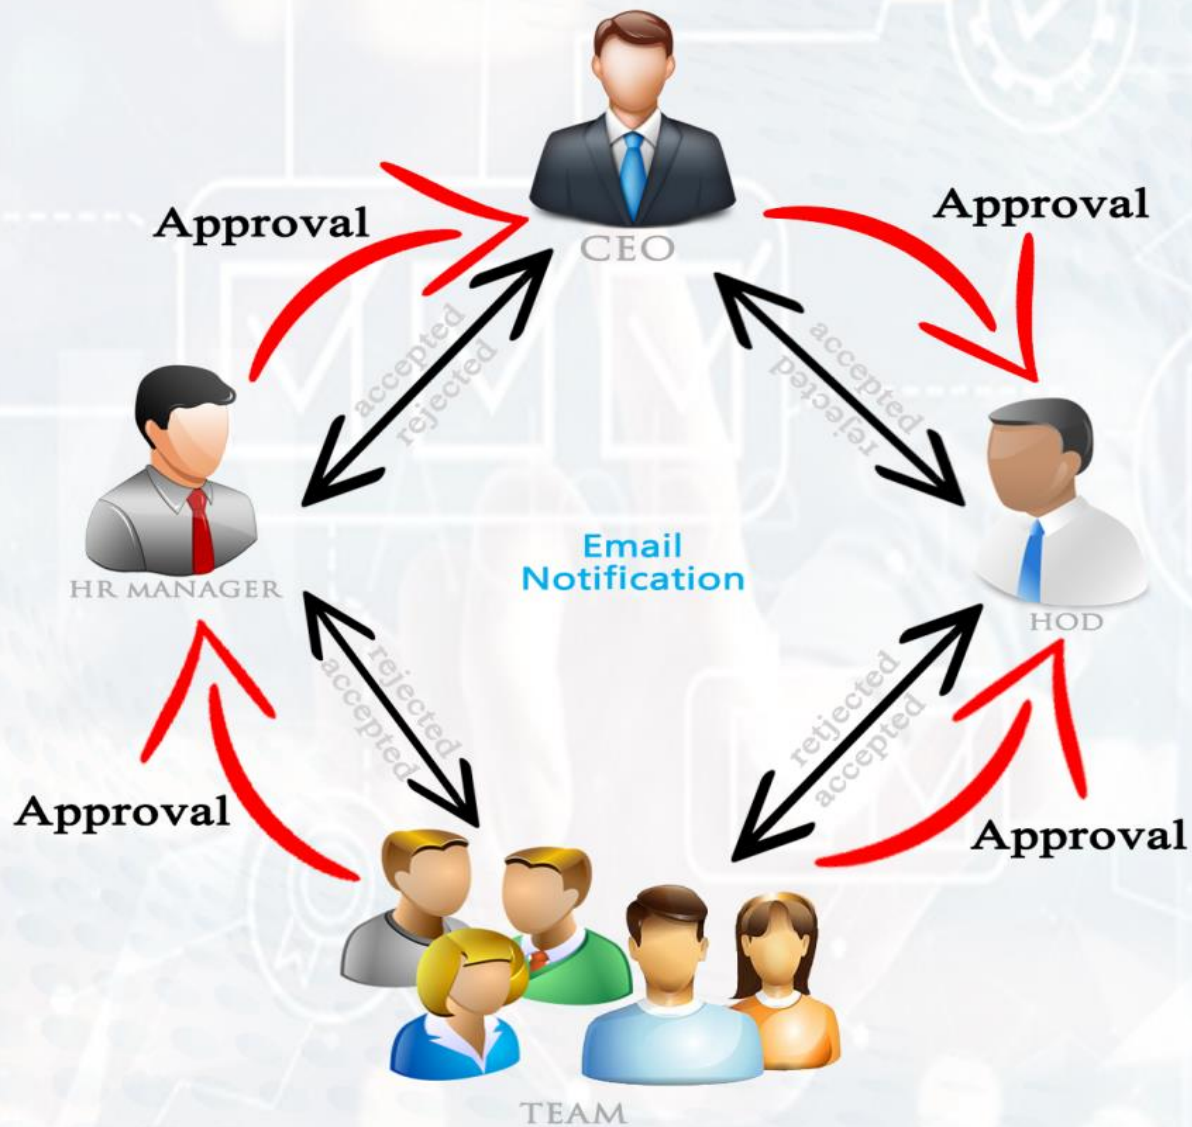 CEO
Approval
Approval
accepted
rejected
accepted
rejected
HR MANAGER
Email
Notification
HOD
rejected
accepted
retjected
accepted
Approval
Approval
TEAM